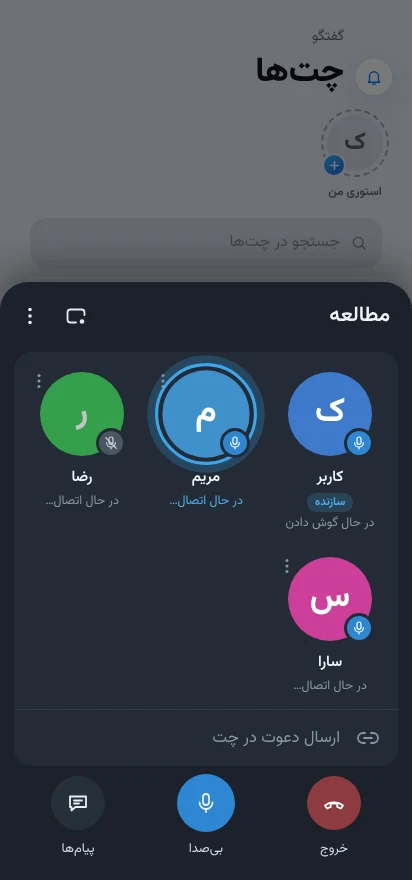 گفتگو
چت‌ها
ک
استوری من
جستجو در چت‌ها
مطالعه
ک
م
ر
کاربر
مریم
رضا
سازنده
در حال اتصال…
در حال اتصال…
در حال گوش دادن
س
سارا
در حال اتصال…
ارسال دعوت در چت
خروج
بی‌صدا
پیام‌ها